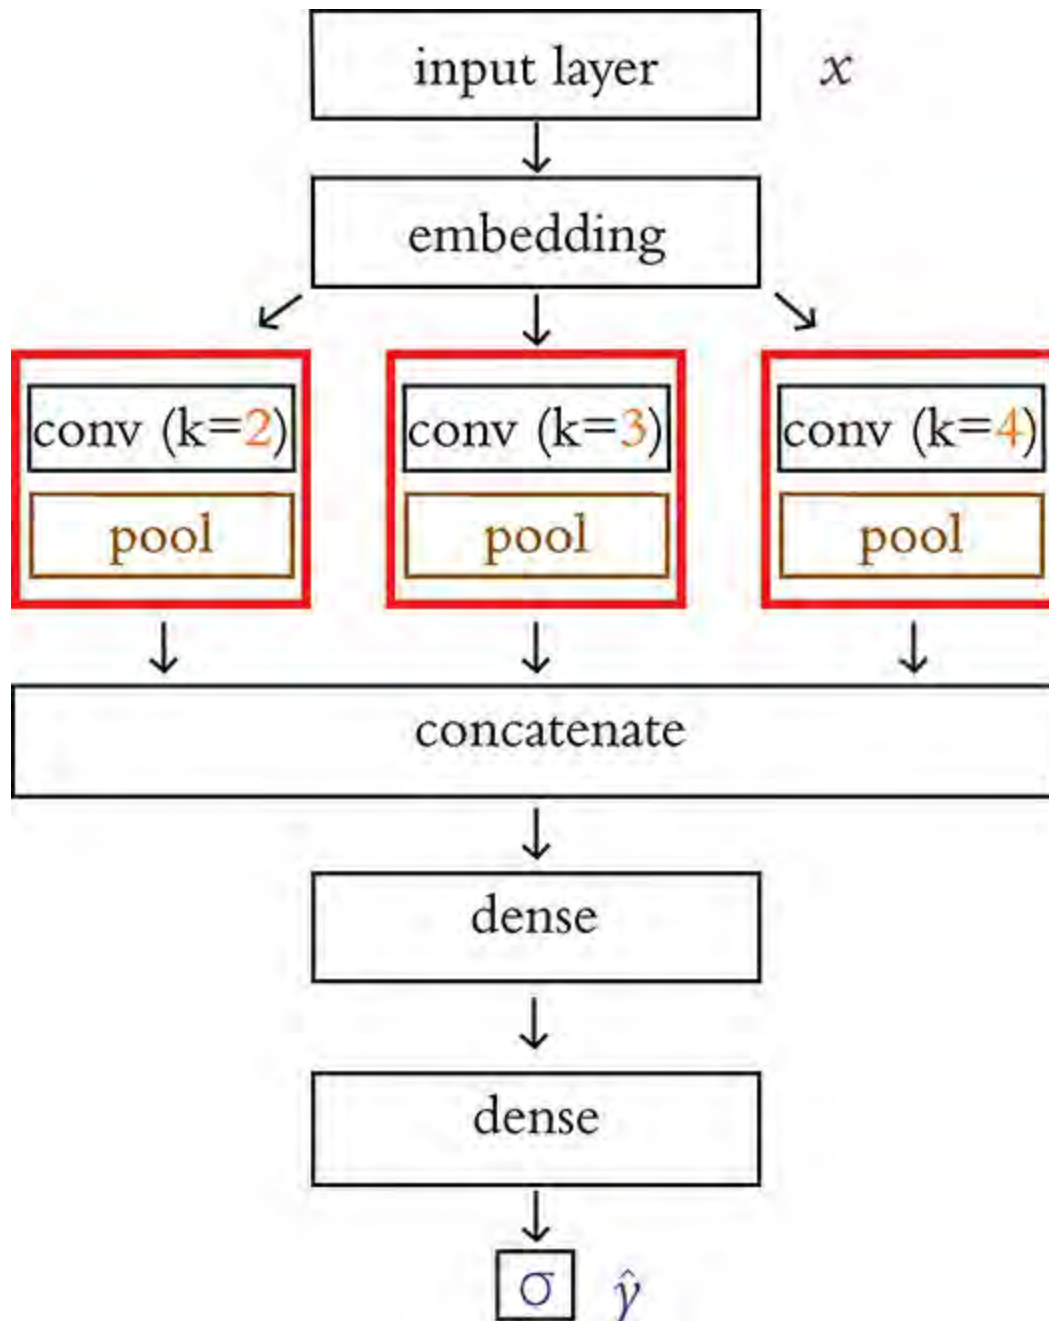 input layer x
embedding
conv (k=2) conv (k=3) conv (k=4)
pool pool pool
concatenate
dense
dense
σ ŷ